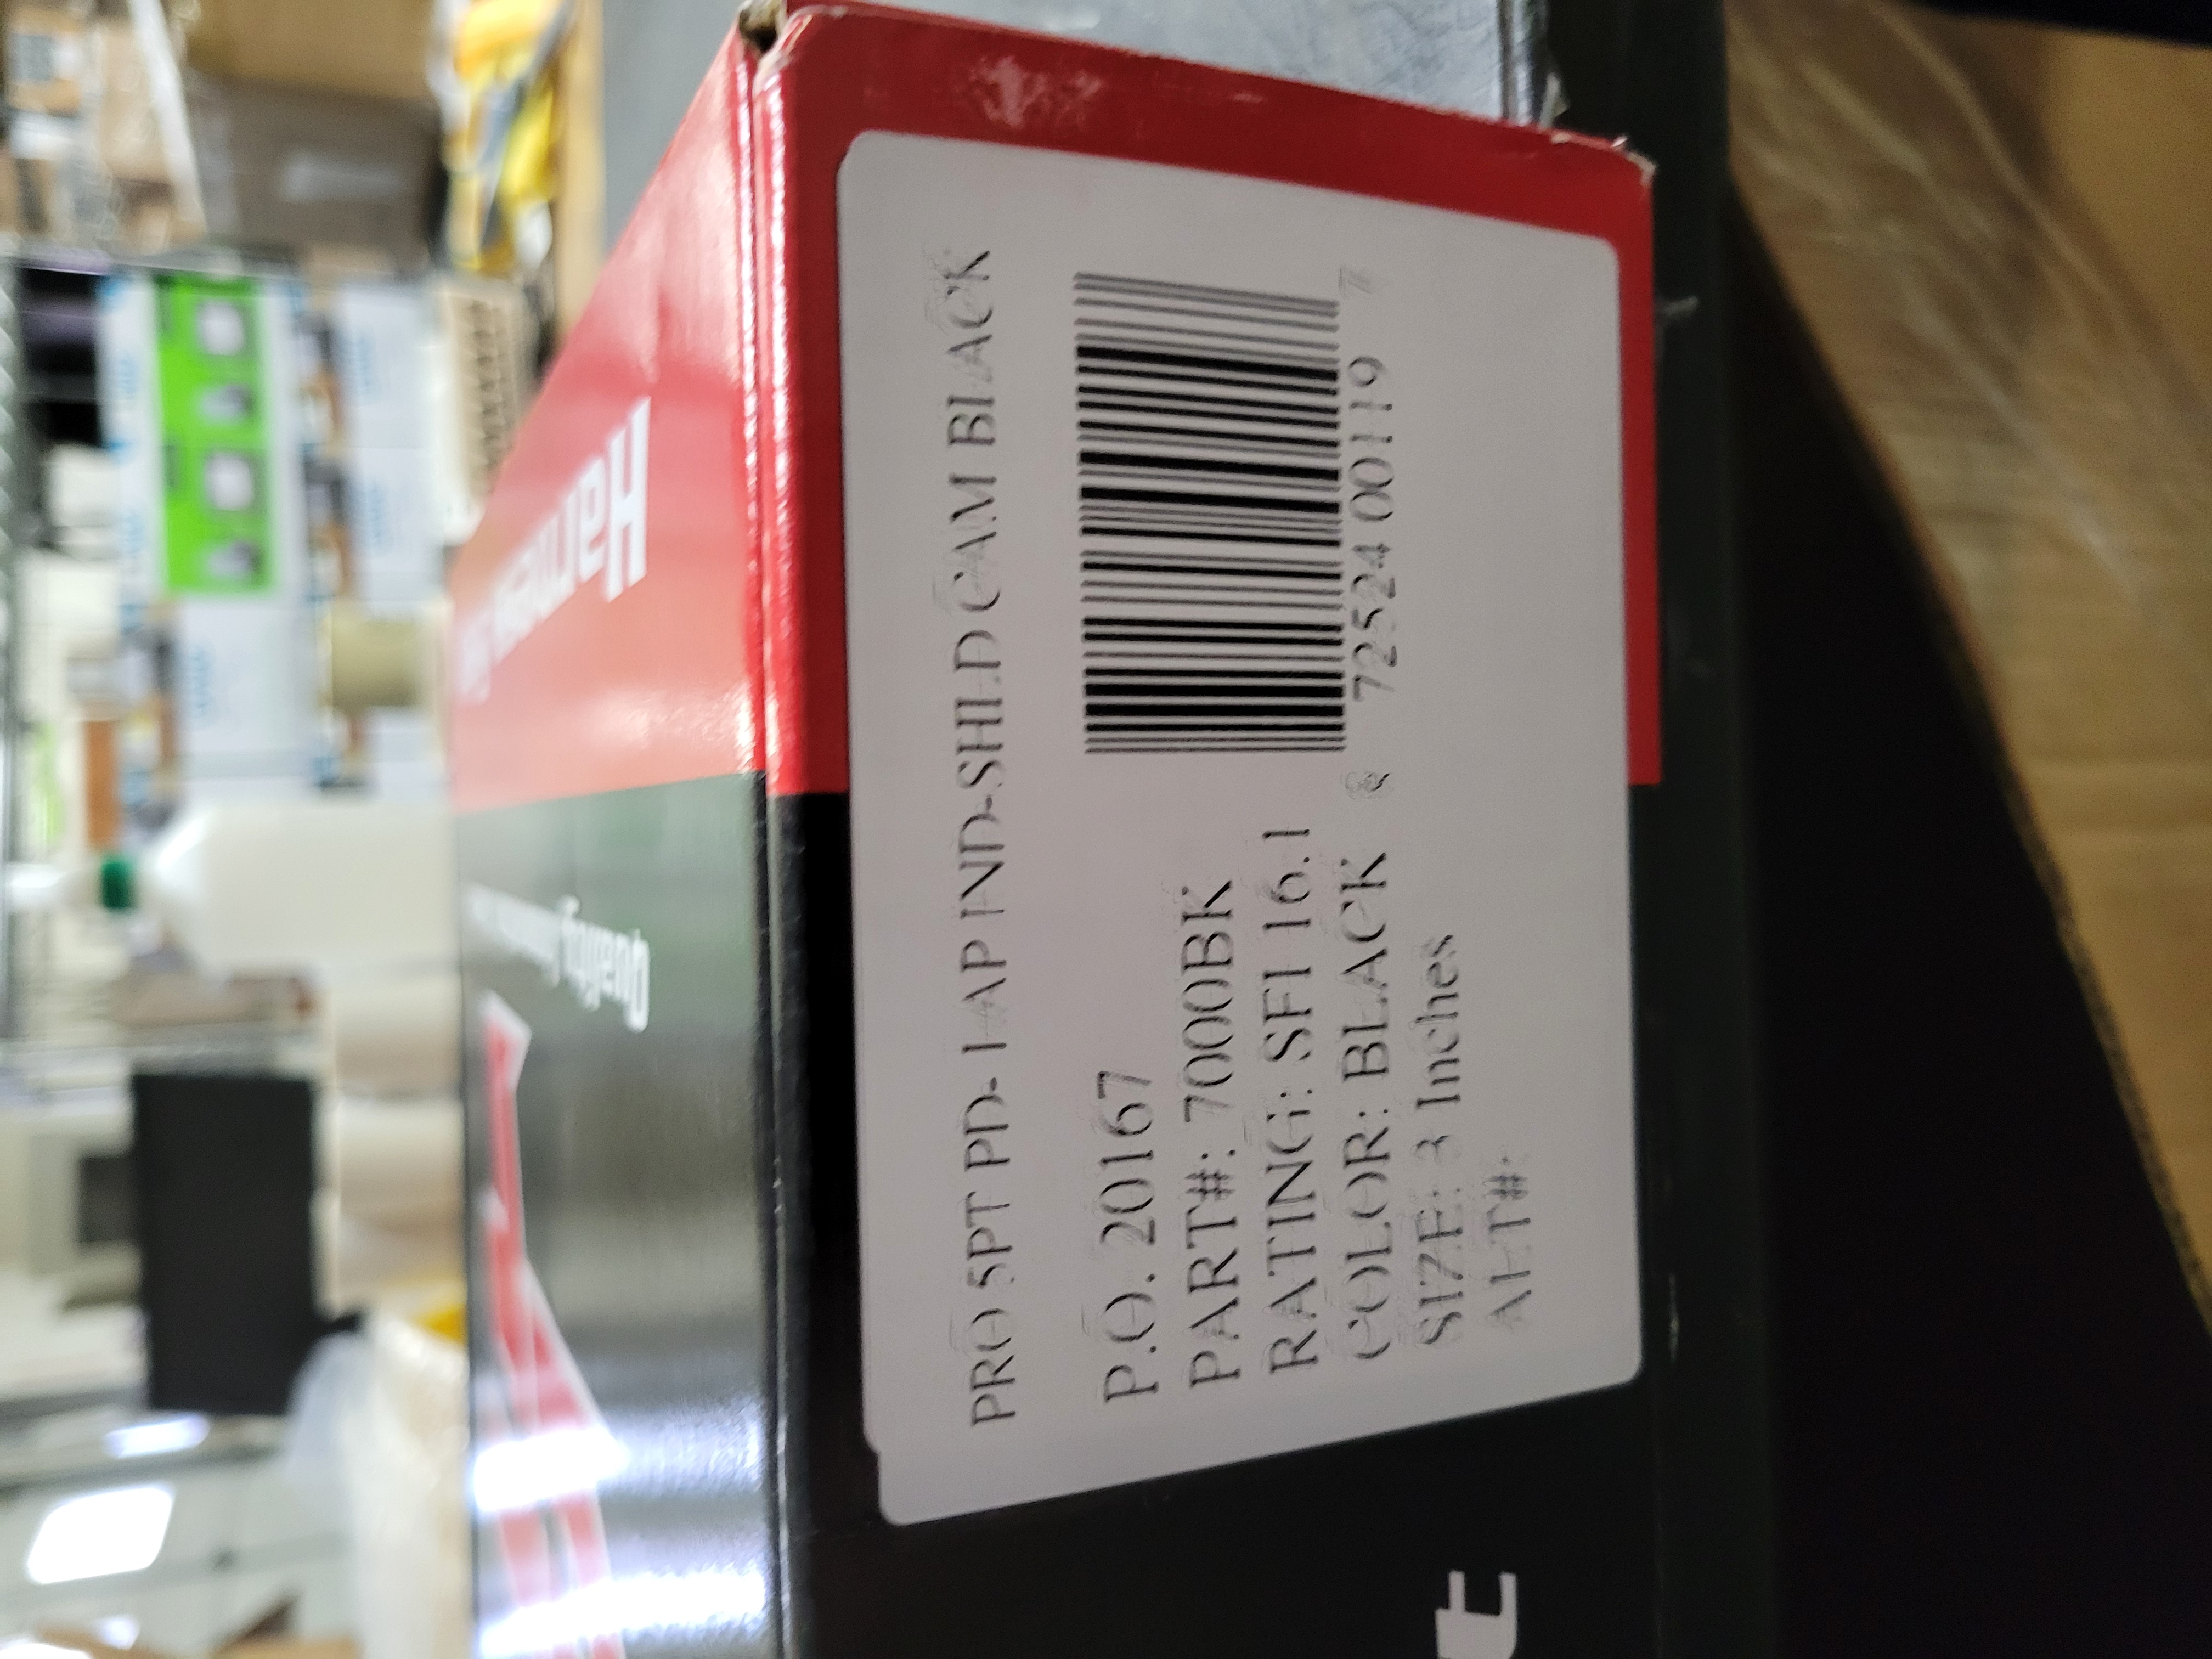 PRO 5PT PD- LAP IND-SHLD CAM BLACK
P.O. 20167
PART#: 7000BK
RATING: SFI 16.1
COLOR: BLACK
SIZE: 3 Inches
ALT#:
8 72524 00119 7
Quality